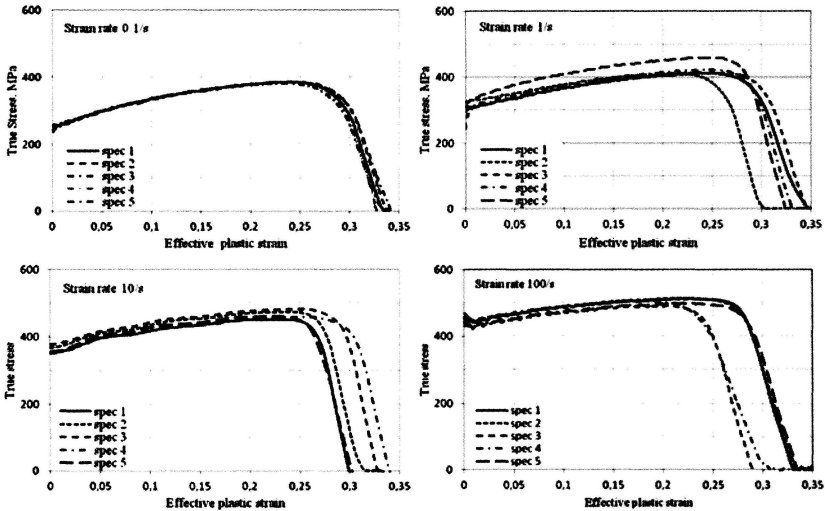 600
400
200
0
True Stress, MPa
Strain rate 0 1/s
spec 1
spec 2
spec 3
spec 4
spec 5
0 0,05 0,1 0,15 0,2 0,25 0,3 0,35
Effective plastic strain
600
400
200
0
True Stress, MPa
Strain rate 1/s
spec 1
spec 2
spec 3
spec 4
spec 5
0 0,05 0,1 0,15 0,2 0,25 0,3 0,35
Effective plastic strain
600
400
200
0
True stress
Strain rate 10/s
spec 1
spec 2
spec 3
spec 4
spec 5
0 0,05 0,1 0,15 0,2 0,25 0,3 0,35
Effective plastic strain
600
400
200
0
True stress
Strain rate 100/s
spec 1
spec 2
spec 3
spec 4
spec 5
0 0,05 0,1 0,15 0,2 0,25 0,3 0,35
Effective plastic strain